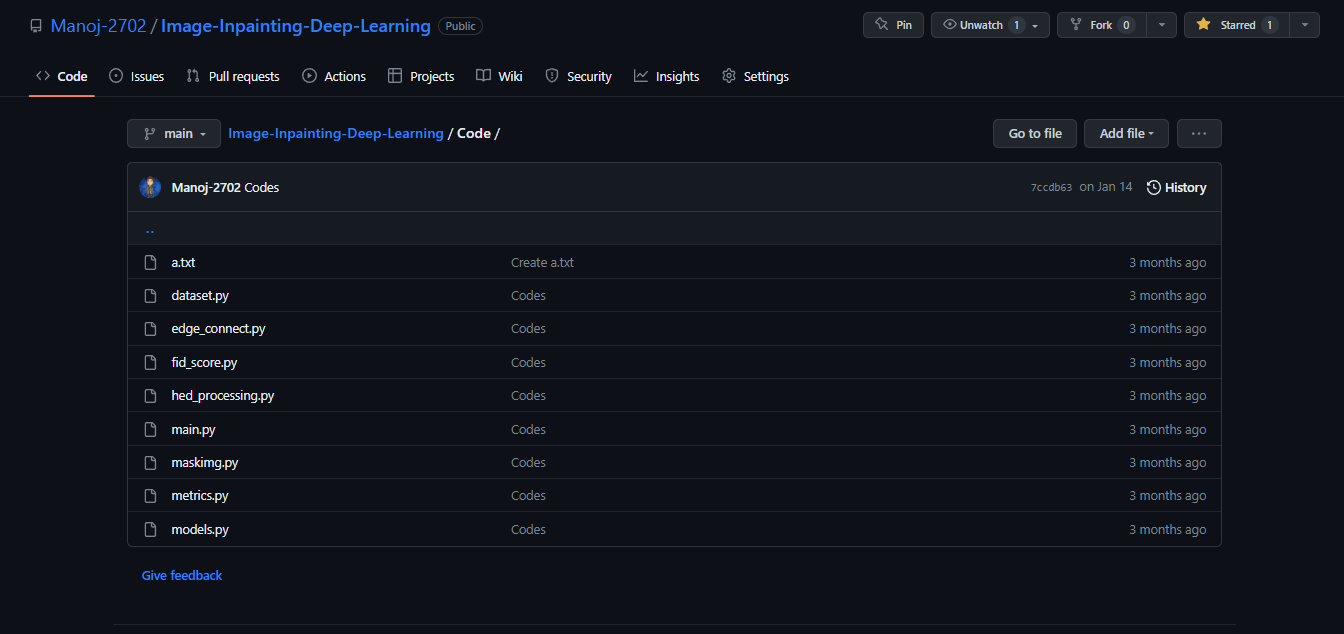 Manoj-2702 / Image-Inpainting-Deep-Learning Public Pin Unwatch 1 Fork 0 Starred 1
<> Code Issues Pull requests Actions Projects Wiki Security Insights Settings
main Image-Inpainting-Deep-Learning / Code / Go to file Add file ...
Manoj-2702 Codes 7ccdb63 on Jan 14 History
..
a.txt Create a.txt 3 months ago
dataset.py Codes 3 months ago
edge_connect.py Codes 3 months ago
fid_score.py Codes 3 months ago
hed_processing.py Codes 3 months ago
main.py Codes 3 months ago
maskimg.py Codes 3 months ago
metrics.py Codes 3 months ago
models.py Codes 3 months ago
Give feedback